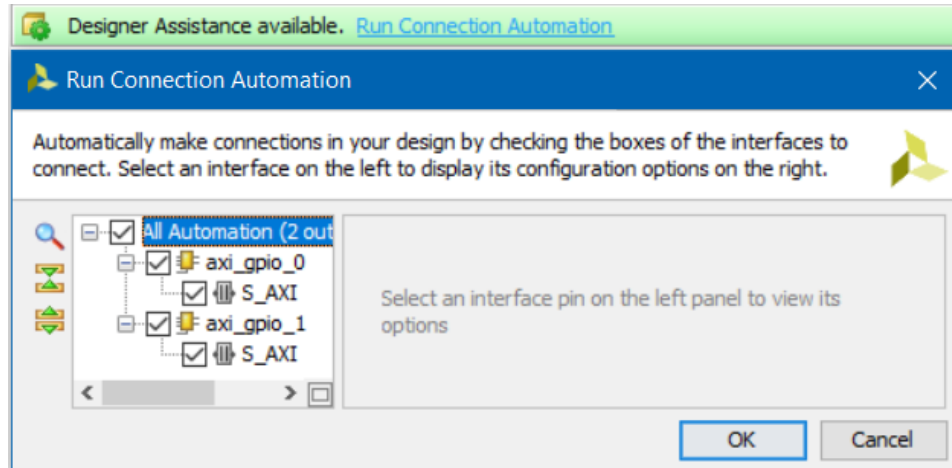 Designer Assistance available. Run Connection Automation
Run Connection Automation
Automatically make connections in your design by checking the boxes of the interfaces to
connect. Select an interface on the left to display its configuration options on the right.
All Automation (2 out
axi_gpio_0
S_AXI
axi_gpio_1
S_AXI
Select an interface pin on the left panel to view its
options
OK Cancel